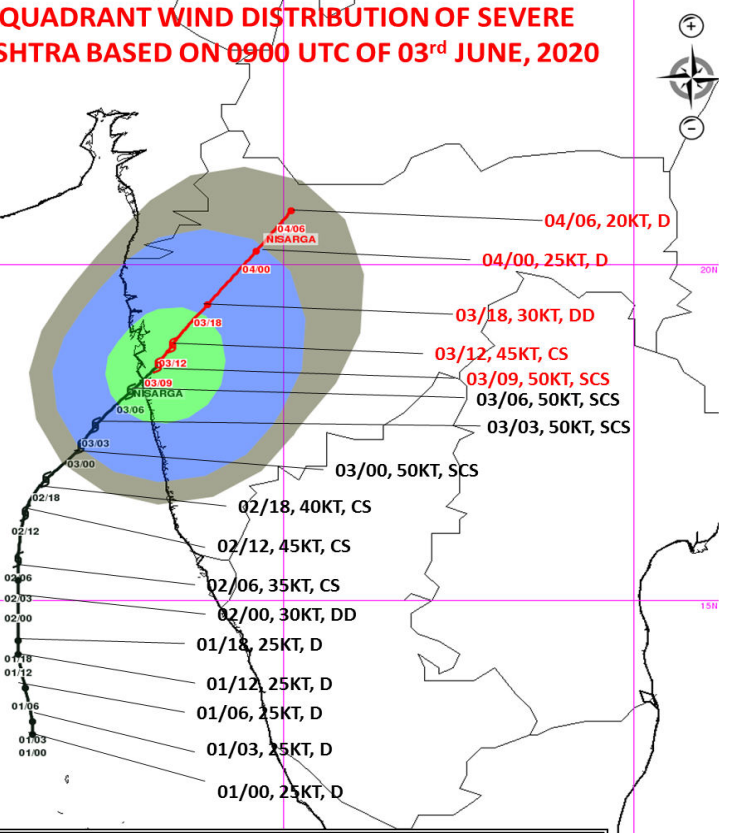 QUADRANT WIND DISTRIBUTION OF SEVERE
SHTRA BASED ON 0900 UTC OF 03rd JUNE, 2020
04/06
NISARGA
04/06, 20KT, D
04/00
04/00, 25KT, D
20N
03/18
03/18, 30KT, DD
03/12
03/12, 45KT, CS
03/09
03/09, 50KT, SCS
NISARGA
03/06, 50KT, SCS
03/06
03/03, 50KT, SCS
03/03
03/00
03/00, 50KT, SCS
02/18
02/18, 40KT, CS
02/12
02/12, 45KT, CS
02/06
02/06, 35KT, CS
02/03
15N
02/00
02/00, 30KT, DD
01/18, 25KT, D
01/18
01/12
01/12, 25KT, D
01/06
01/06, 25KT, D
01/03
01/03, 25KT, D
01/00
01/00, 25KT, D